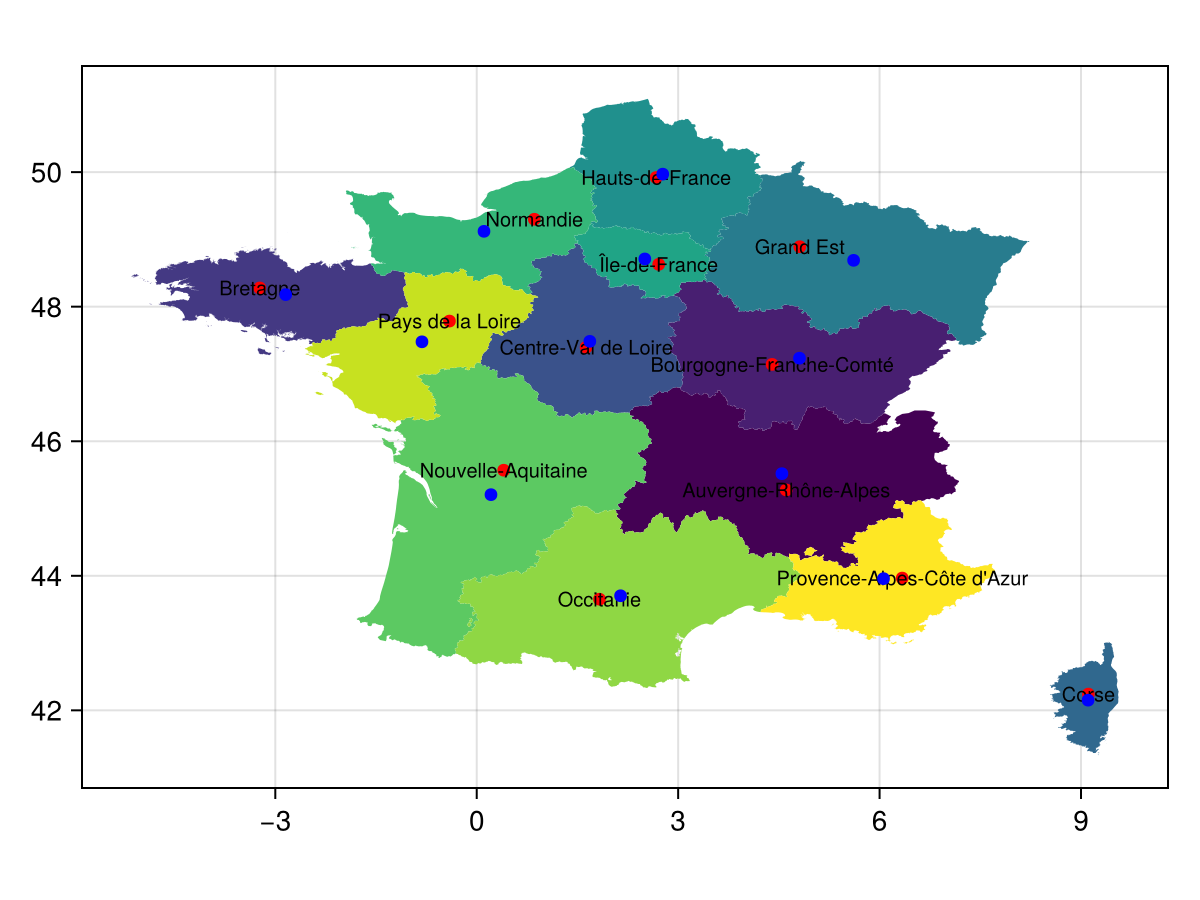 50
48
46
44
42
Hauts-de-France
Normandie
Grand Est
Île-de-France
Bretagne
Pays de la Loire
Centre-Val de Loire
Bourgogne-Franche-Comté
Nouvelle-Aquitaine
Auvergne-Rhône-Alpes
Provence-Alpes-Côte d'Azur
Occitanie
Corse
−3 0 3 6 9